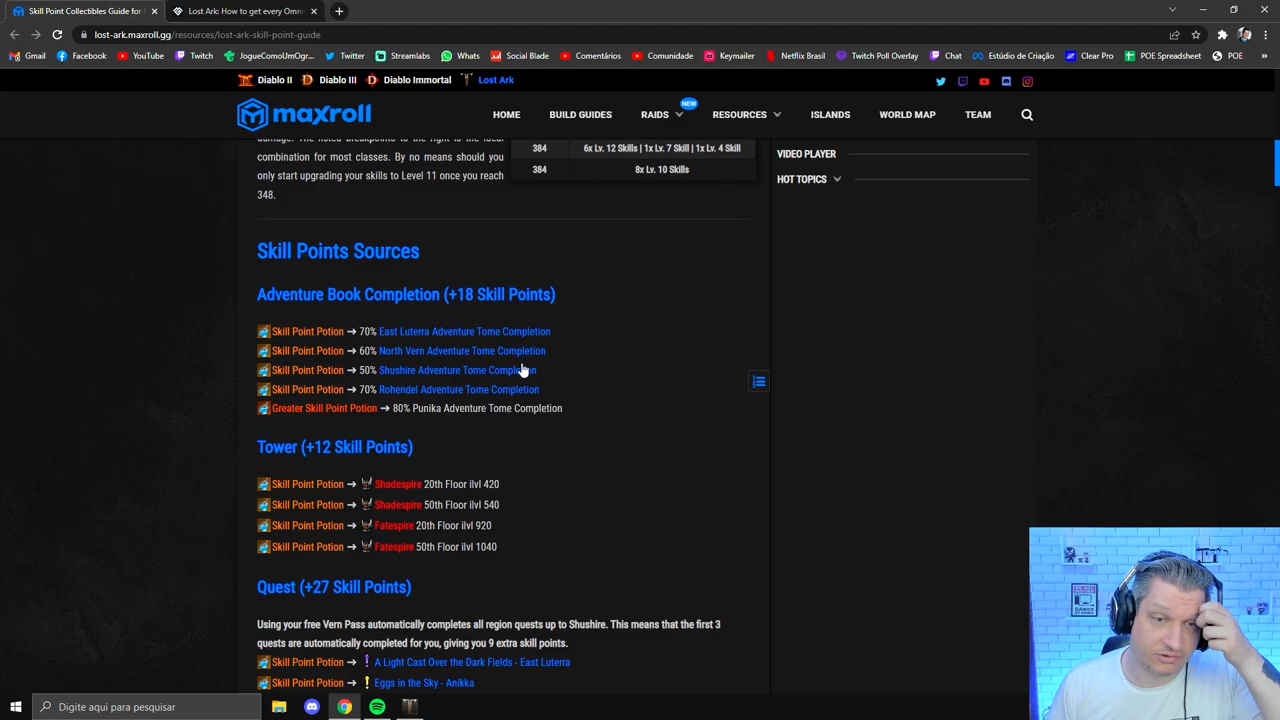 Skill Point Collectibles Guide for
Lost Ark: How to get every Omni
lost-ark.maxroll.gg/resources/lost-ark-skill-point-guide
Gmail
Facebook
YouTube
Twitch
JogueComoUmOgr...
Twitter
Streamlabs
Whats
Social Blade
Comentários
Comunidade
Keymailer
Netflix Brasil
Twitch Poll Overlay
Chat
Estúdio de Criação
Clear Pro
POE Spreadsheet
POE
Diablo II
Diablo III
Diablo Immortal
Lost Ark
maxroll
HOME
BUILD GUIDES
RAIDS
NEW
RESOURCES
ISLANDS
WORLD MAP
TEAM
combination for most classes. By no means should you
only start upgrading your skills to Level 11 once you reach
348.
384 6x Lv. 12 Skills | 1x Lv. 7 Skill | 1x Lv. 4 Skill
384 8x Lv. 10 Skills
VIDEO PLAYER
HOT TOPICS
Skill Points Sources
Adventure Book Completion (+18 Skill Points)
Skill Point Potion → 70% East Luterra Adventure Tome Completion
Skill Point Potion → 60% North Vern Adventure Tome Completion
Skill Point Potion → 50% Shushire Adventure Tome Completion
Skill Point Potion → 70% Rohendel Adventure Tome Completion
Greater Skill Point Potion → 80% Punika Adventure Tome Completion
Tower (+12 Skill Points)
Skill Point Potion → Shadespire 20th Floor ilvl 420
Skill Point Potion → Shadespire 50th Floor ilvl 540
Skill Point Potion → Fatespire 20th Floor ilvl 920
Skill Point Potion → Fatespire 50th Floor ilvl 1040
Quest (+27 Skill Points)
Using your free Vern Pass automatically completes all region quests up to Shushire. This means that the first 3
quests are automatically completed for you, giving you 9 extra skill points.
Skill Point Potion → A Light Cast Over the Dark Fields - East Luterra
Skill Point Potion → Eggs in the Sky - Anikka
Digite aqui para pesquisar